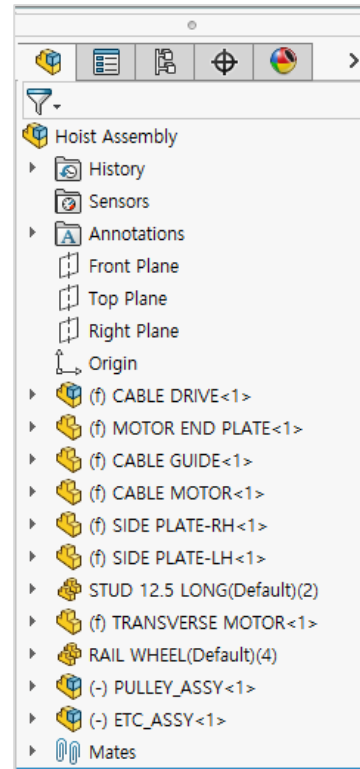 Hoist Assembly
History
Sensors
Annotations
Front Plane
Top Plane
Right Plane
Origin
(f) CABLE DRIVE<1>
(f) MOTOR END PLATE<1>
(f) CABLE GUIDE<1>
(f) CABLE MOTOR<1>
(f) SIDE PLATE-RH<1>
(f) SIDE PLATE-LH<1>
STUD 12.5 LONG(Default)(2)
(f) TRANSVERSE MOTOR<1>
RAIL WHEEL(Default)(4)
(-) PULLEY_ASSY<1>
(-) ETC_ASSY<1>
Mates